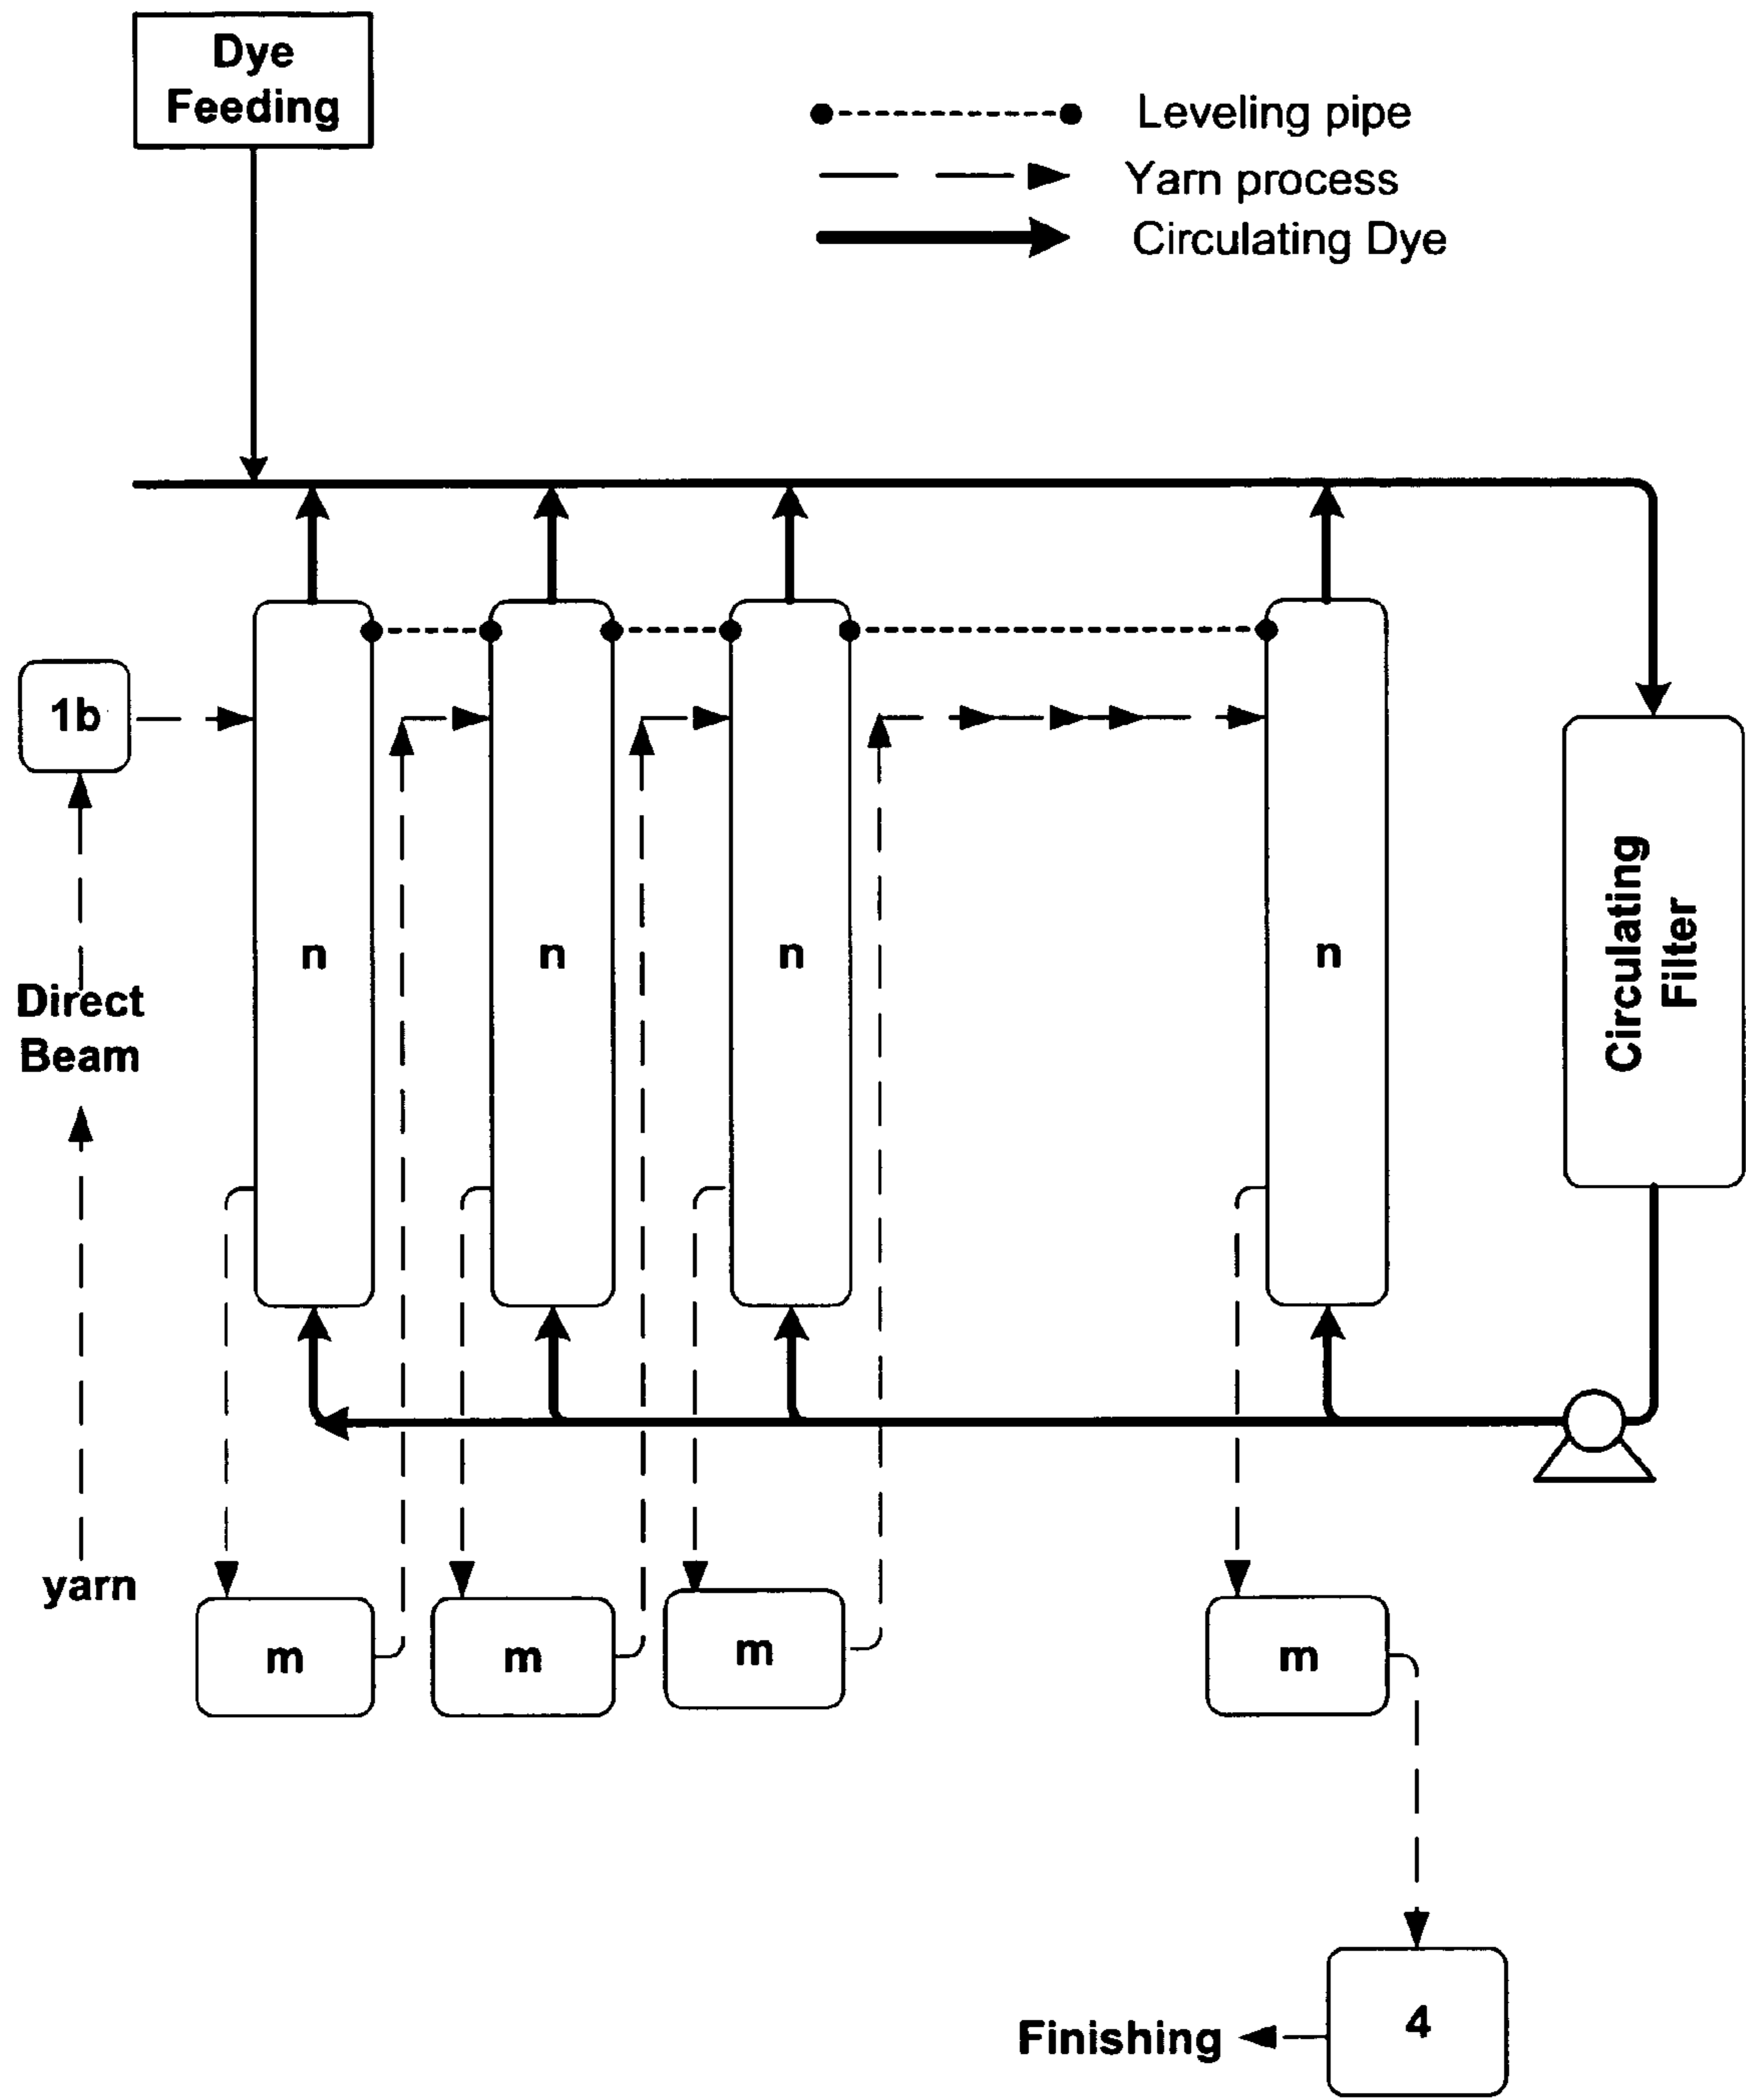 Dye
Feeding
Leveling pipe
Yarn process
Circulating Dye
1b
n
n
n
n
Circulating
Filter
Direct
Beam
yarn
m
m
m
m
4
Finishing